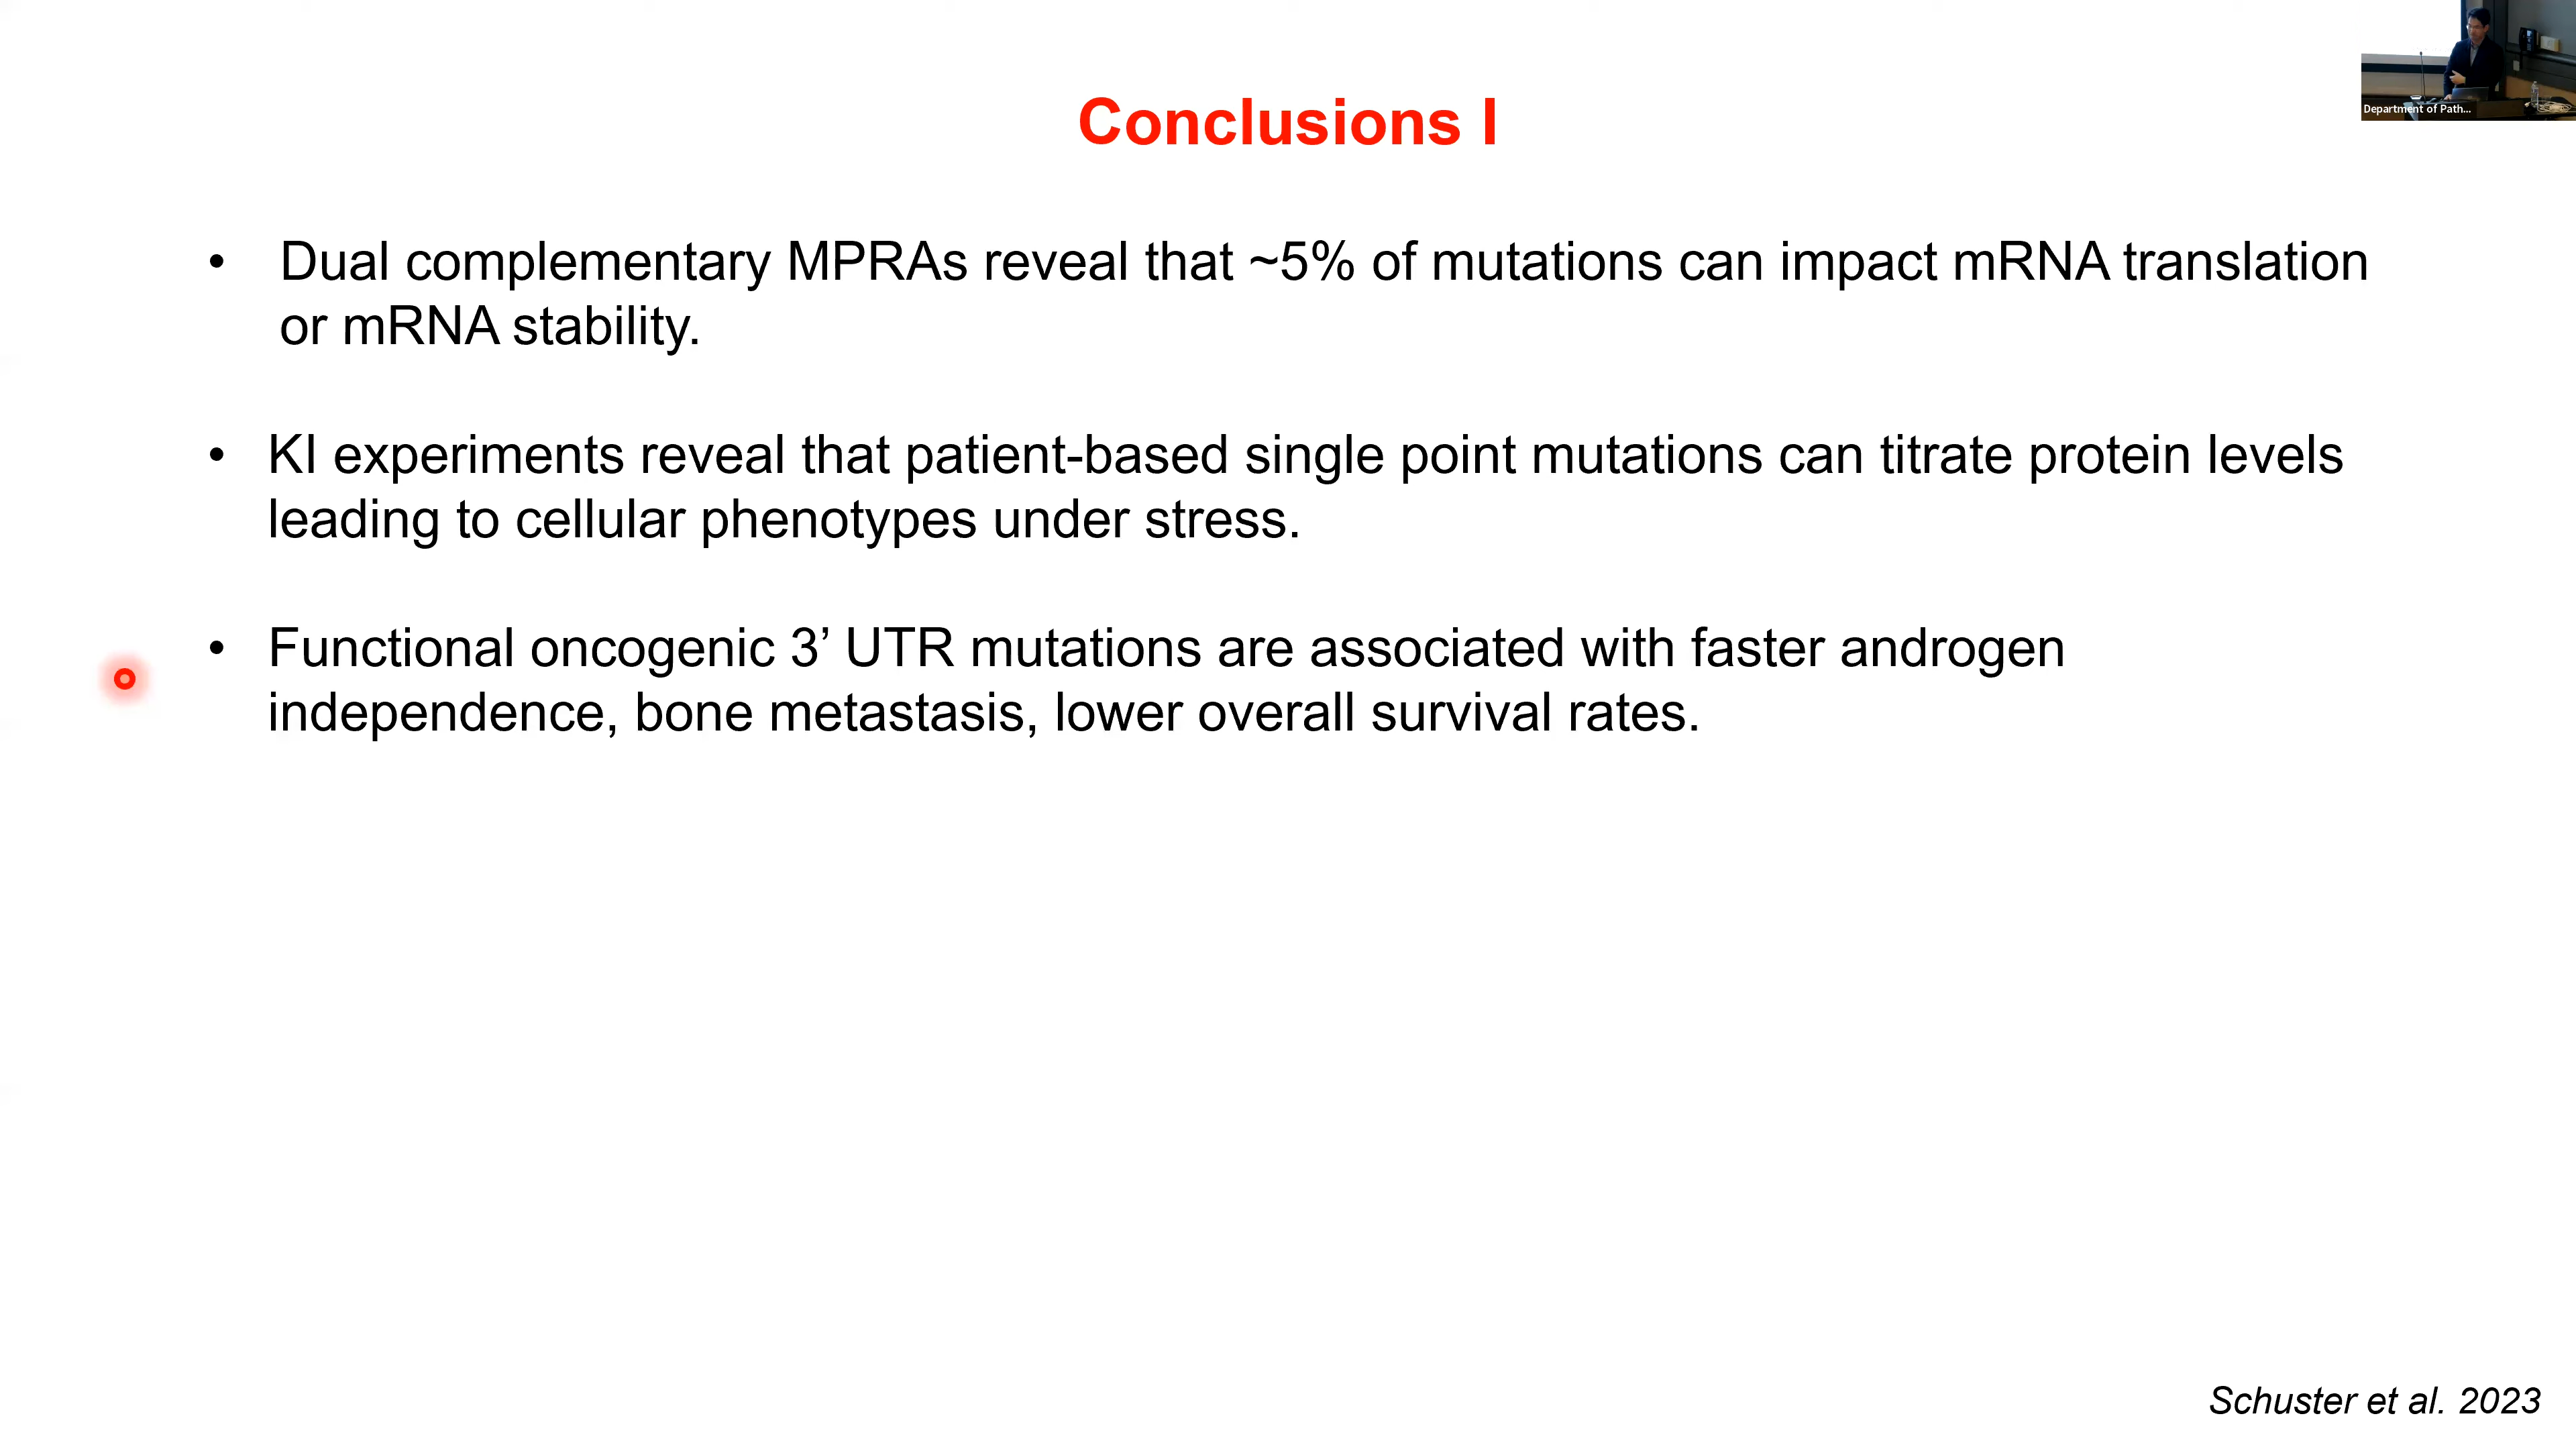 Department of Path...
Conclusions I
• Dual complementary MPRAs reveal that ~5% of mutations can impact mRNA translation
or mRNA stability.
• KI experiments reveal that patient-based single point mutations can titrate protein levels
leading to cellular phenotypes under stress.
• Functional oncogenic 3’ UTR mutations are associated with faster androgen
independence, bone metastasis, lower overall survival rates.
Schuster et al. 2023